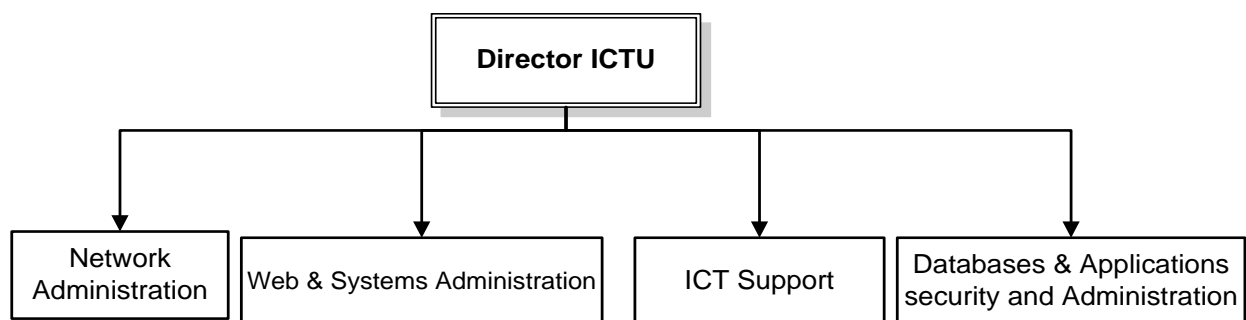 Director ICTU
Network
Administration
Web & Systems Administration
ICT Support
Databases & Applications
security and Administration